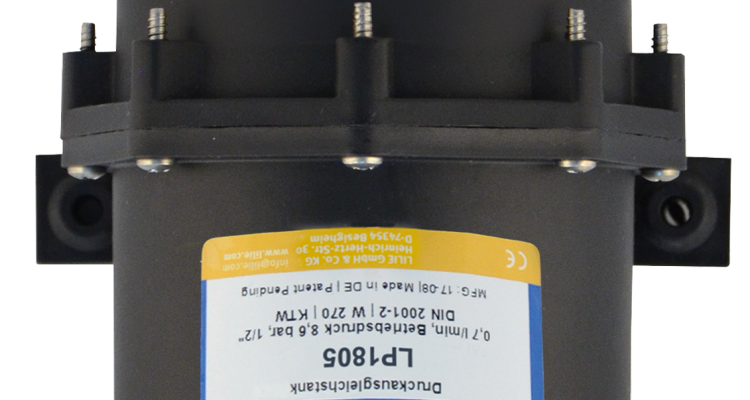 Druckausgleichstank
LP1805
0,7 l/min, Betriebsdruck 8,6 bar, 1/2"
DIN 2001-2 | W 270 | KTW
MFG: 17-08| Made in DE | Patent Pending
CE
LILIE GmbH & Co. KG
Heinrich-Hertz-Str. 30
D-74354 Besigheim
info@lilie.com
www.lilie.com